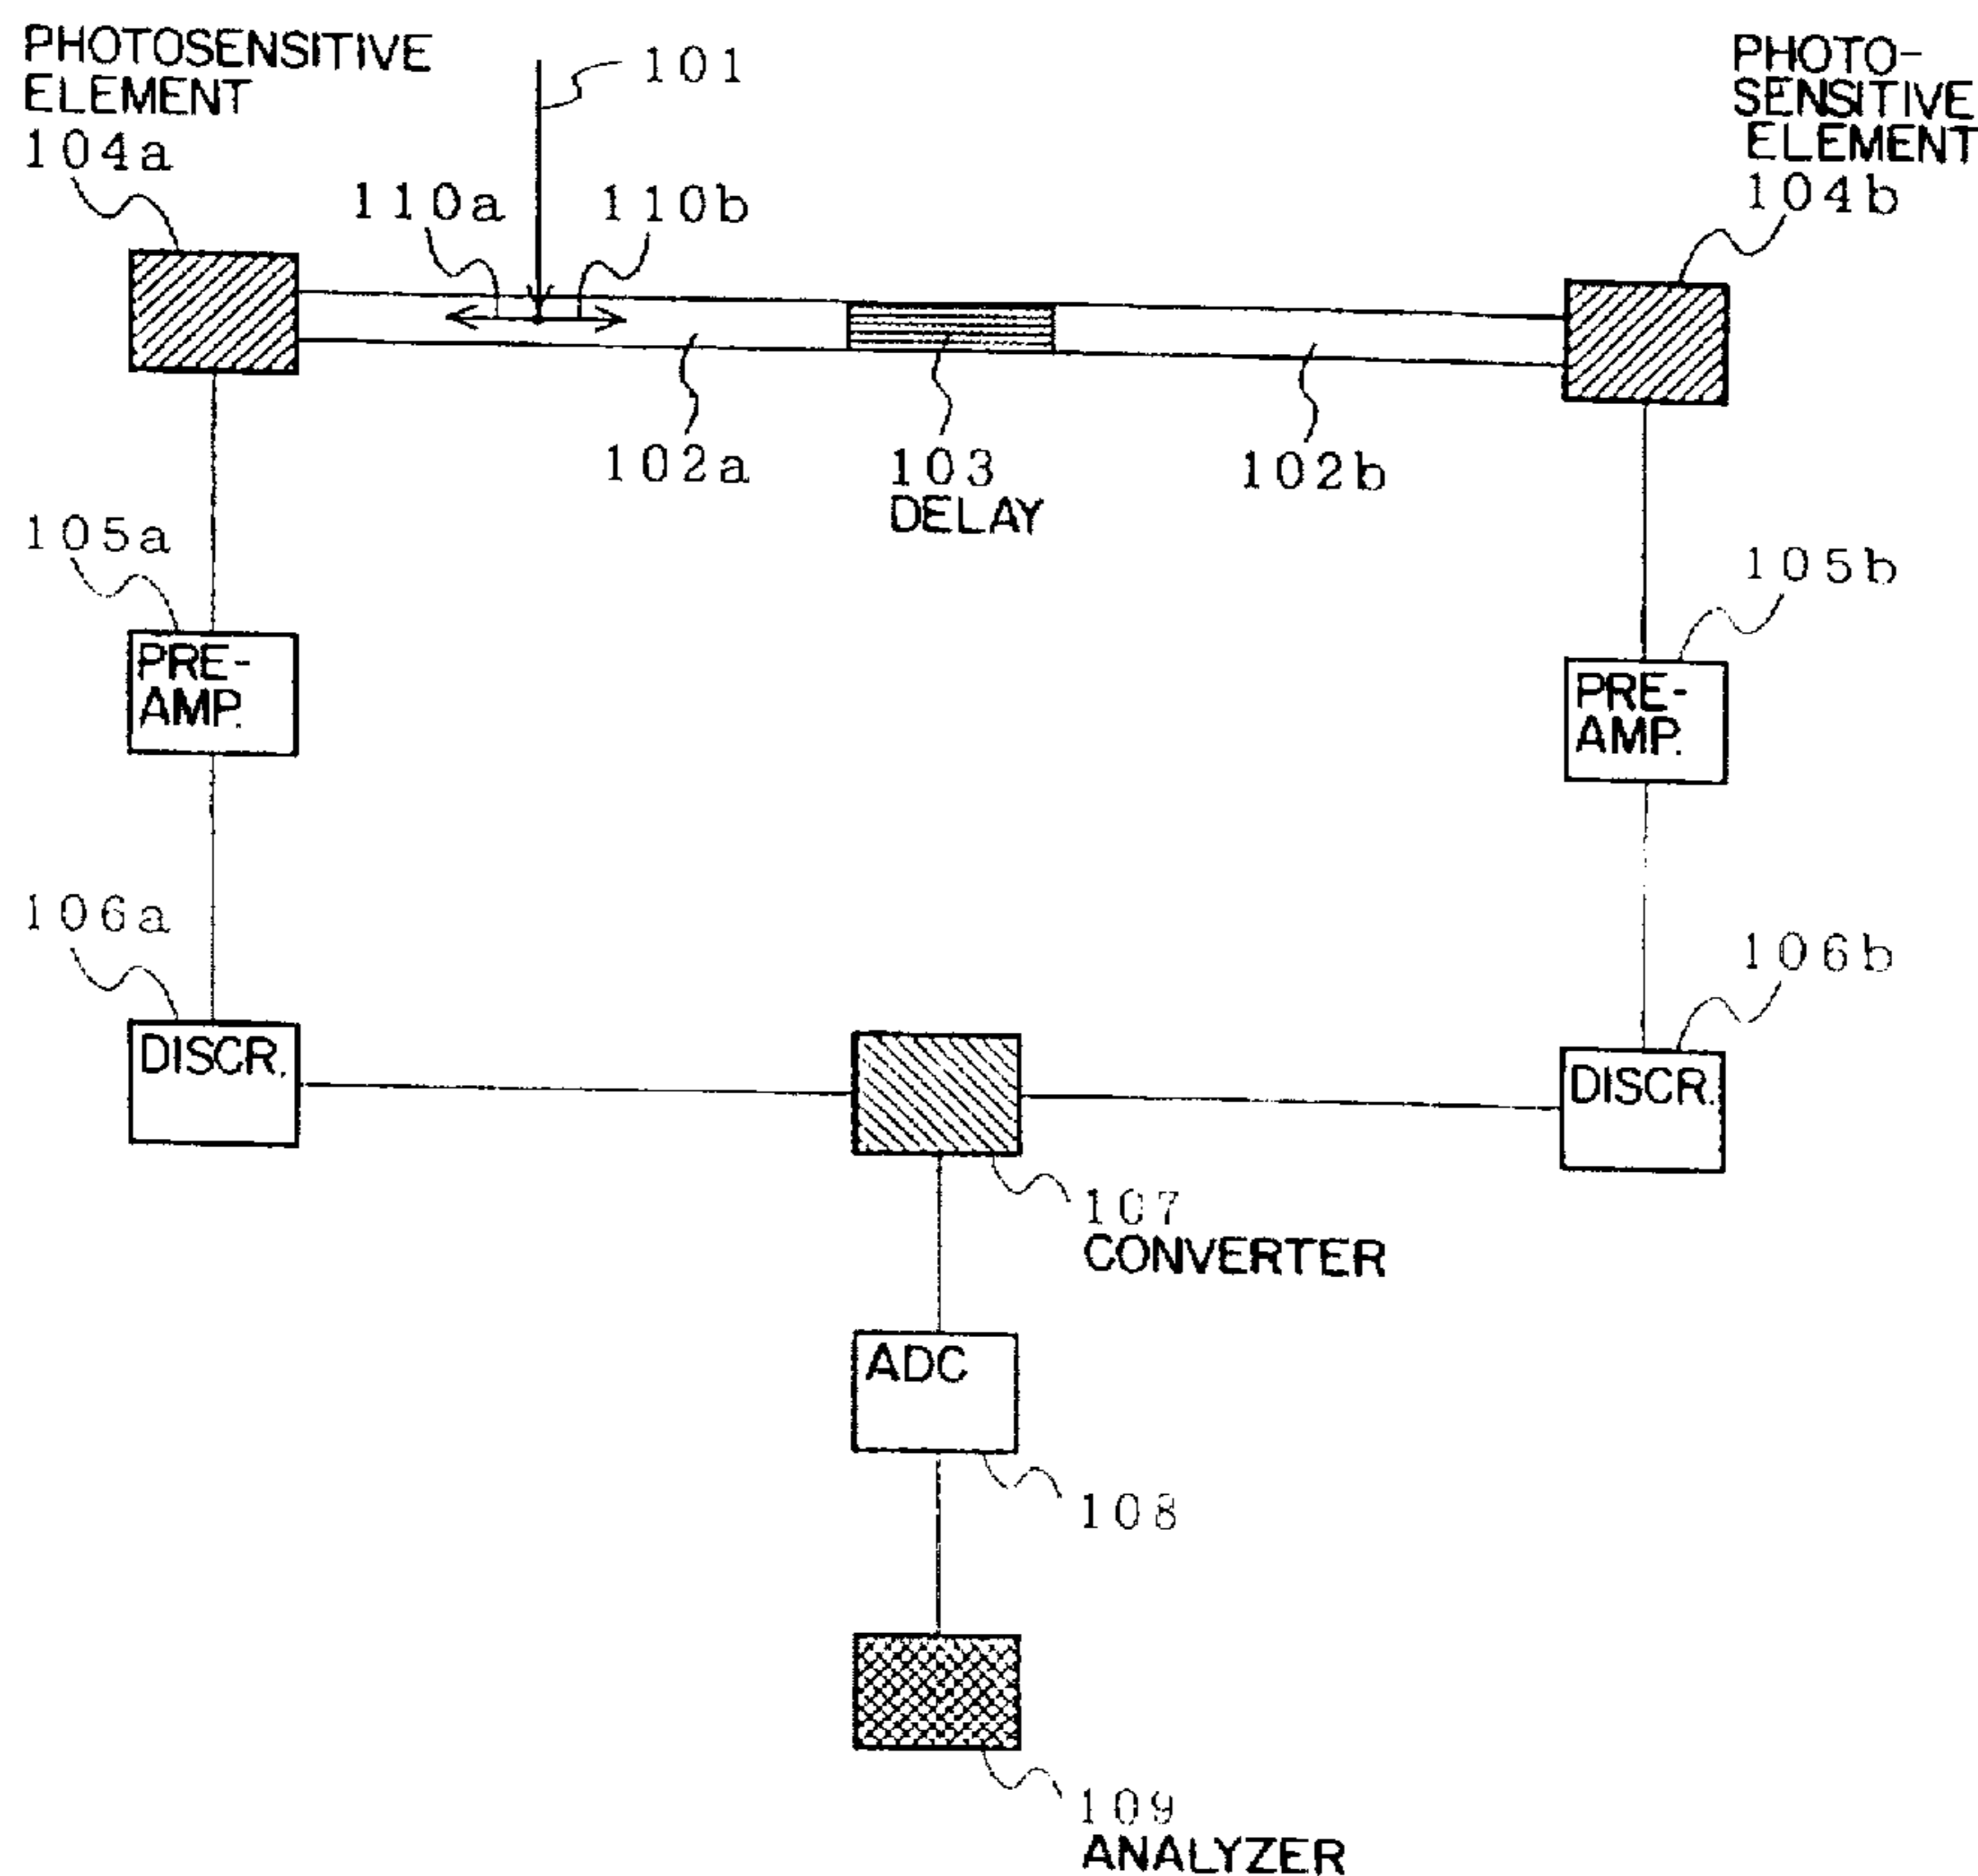 PHOTOSENSITIVE
ELEMENT
104a
101
PHOTO-
SENSITIVE
ELEMENT
104b
110a
110b
102a
103
DELAY
102b
105a
PRE-
AMP.
105b
PRE-
AMP.
106a
DISCR.
106b
DISCR.
107
CONVERTER
ADC
108
109
ANALYZER